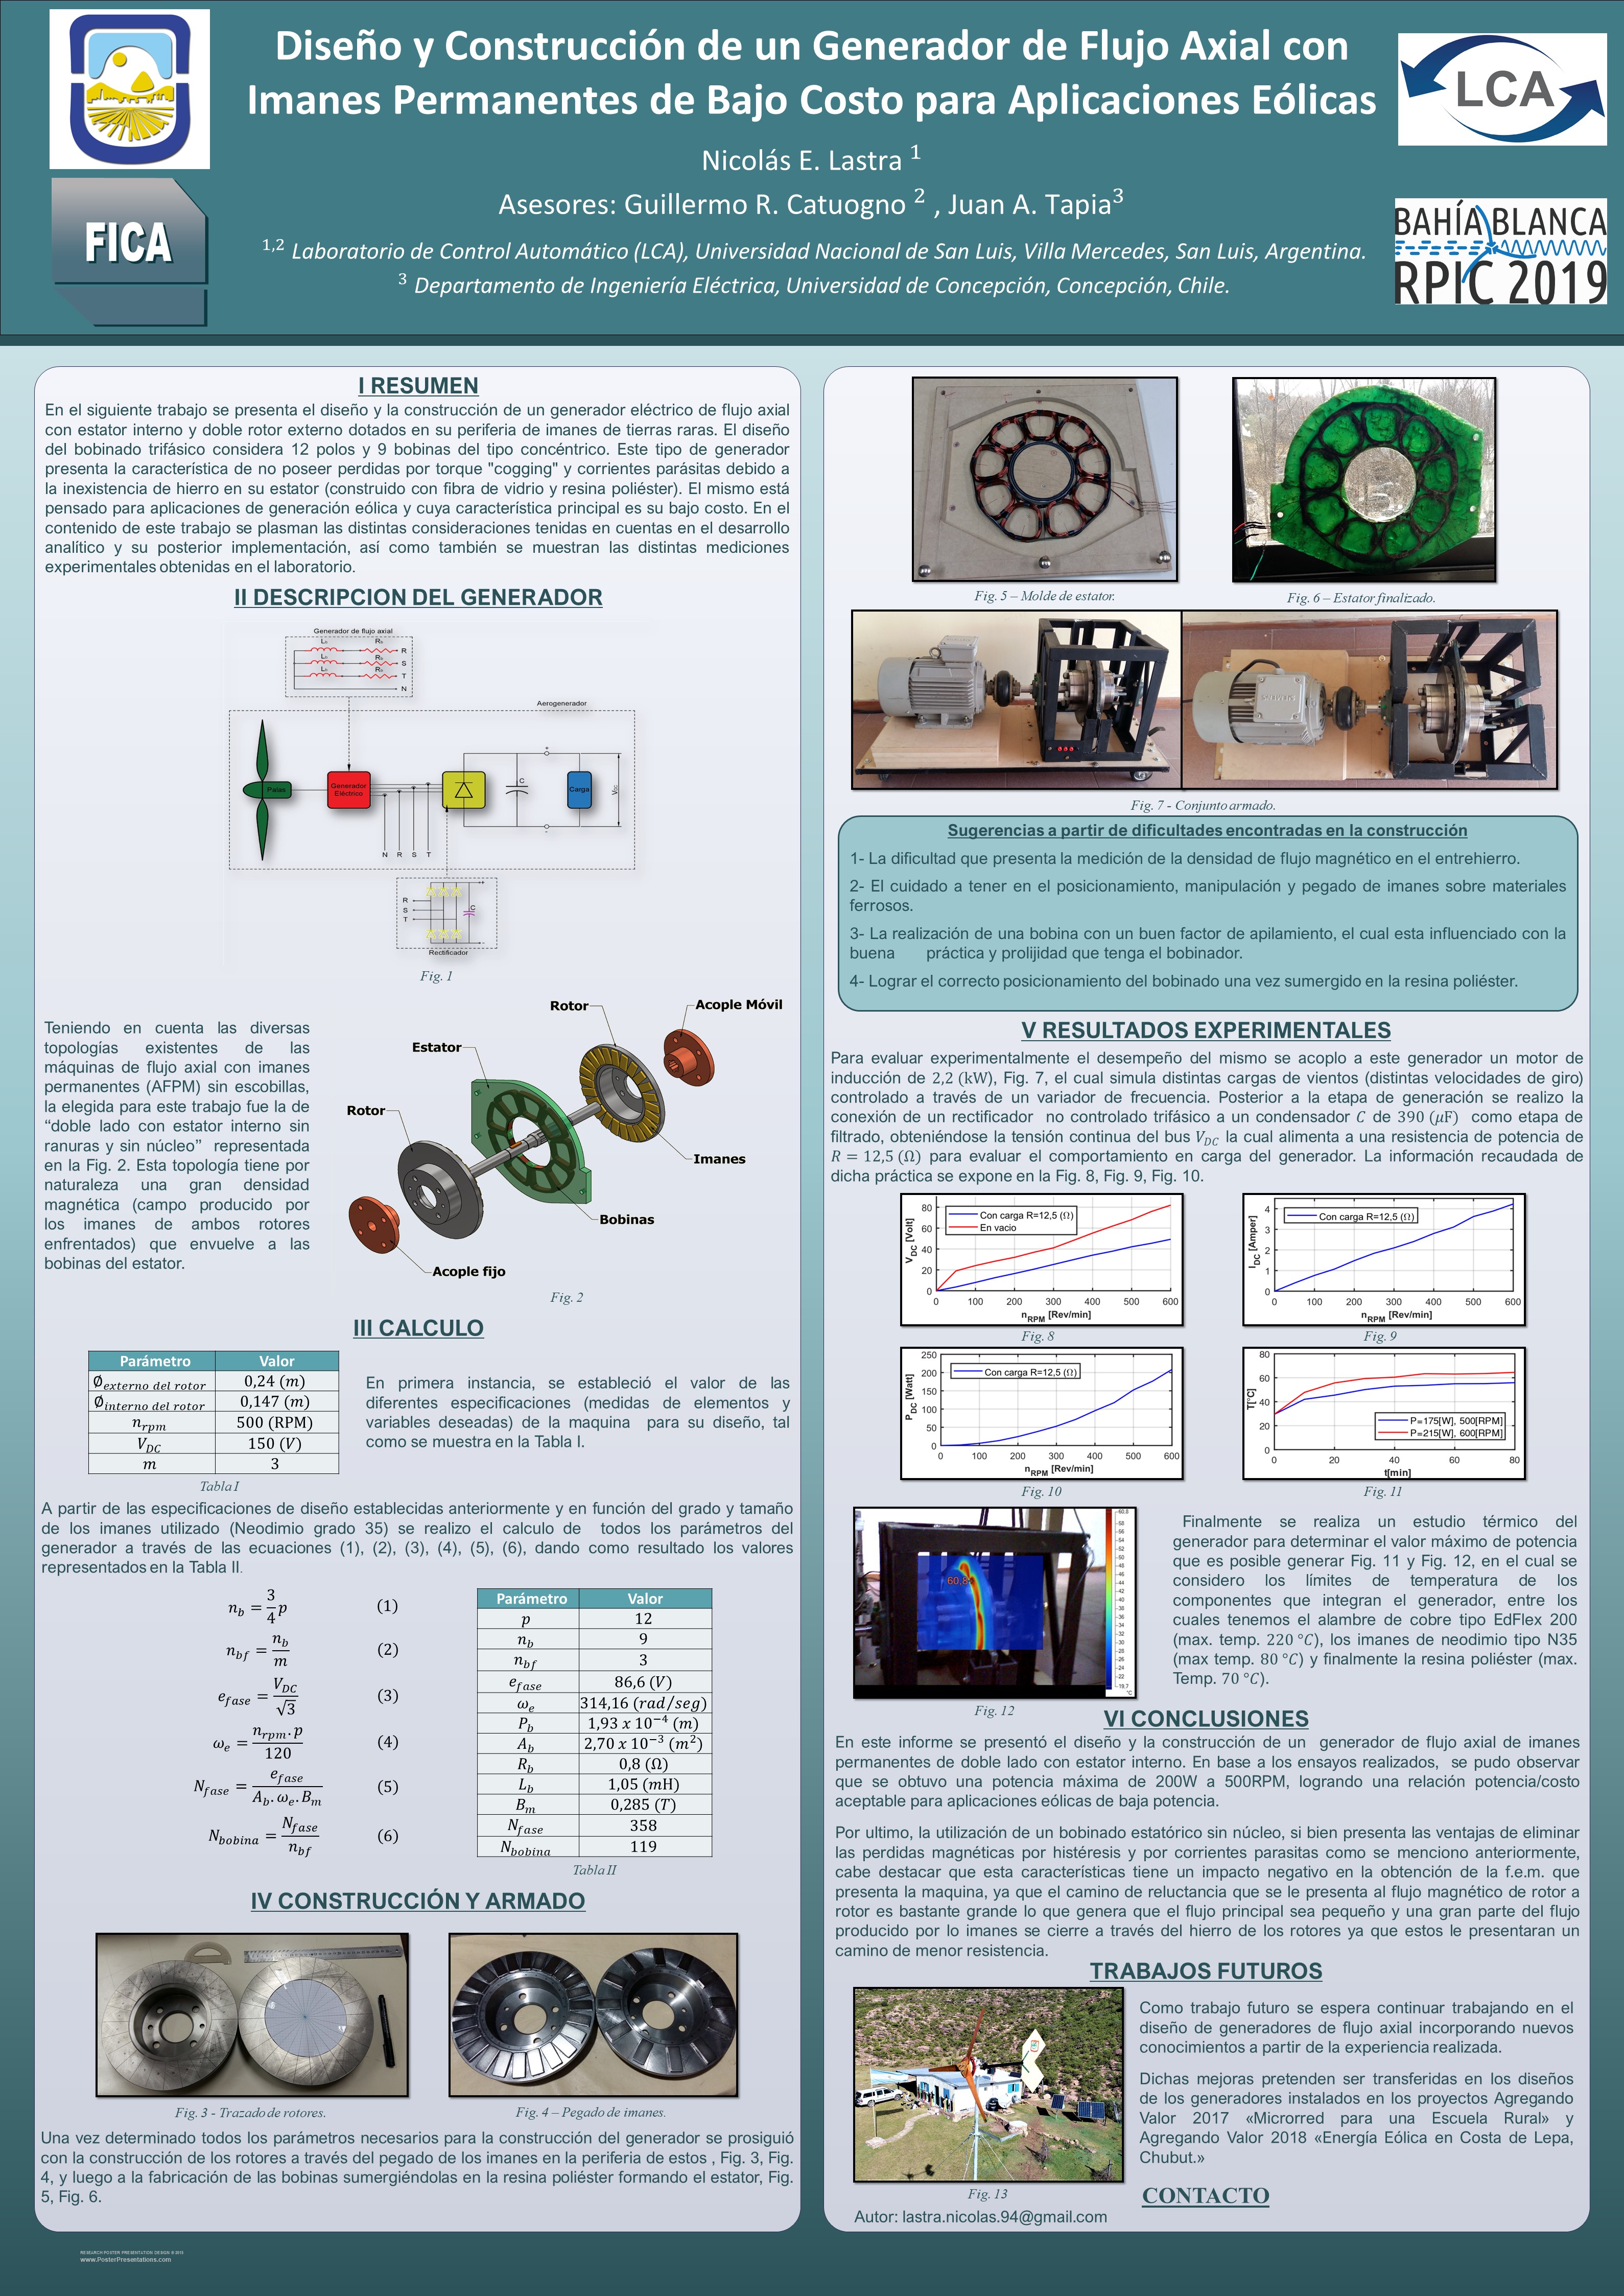 Diseño y Construcción de un Generador de Flujo Axial con
Imanes Permanentes de Bajo Costo para Aplicaciones Eólicas
Nicolás E. Lastra 1
Asesores: Guillermo R. Catuogno 2 , Juan A. Tapia3
1,2 Laboratorio de Control Automático (LCA), Universidad Nacional de San Luis, Villa Mercedes, San Luis, Argentina.
3 Departamento de Ingeniería Eléctrica, Universidad de Concepción, Concepción, Chile.
FICA
LCA
BAHÍA BLANCA
RPIC 2019
I RESUMEN
En el siguiente trabajo se presenta el diseño y la construcción de un generador eléctrico de flujo axial
con estator interno y doble rotor externo dotados en su periferia de imanes de tierras raras. El diseño
del bobinado trifásico considera 12 polos y 9 bobinas del tipo concéntrico. Este tipo de generador
presenta la característica de no poseer perdidas por torque "cogging" y corrientes parásitas debido a
la inexistencia de hierro en su estator (construido con fibra de vidrio y resina poliéster). El mismo está
pensado para aplicaciones de generación eólica y cuya característica principal es su bajo costo. En el
contenido de este trabajo se plasman las distintas consideraciones tenidas en cuentas en el desarrollo
analítico y su posterior implementación, así como también se muestran las distintas mediciones
experimentales obtenidas en el laboratorio.
II DESCRIPCION DEL GENERADOR
Generador de flujo axial
Lb Rb R
Lb Rb S
Lb Rb T
N
Aerogenerador
Palas
Generador
Eléctrico
C
Carga
VDC
+
-
N R S T
R
S
T
C
Rectificador
Fig. 1
Teniendo en cuenta las diversas
topologías existentes de las
máquinas de flujo axial con imanes
permanentes (AFPM) sin escobillas,
la elegida para este trabajo fue la de
“doble lado con estator interno sin
ranuras y sin núcleo” representada
en la Fig. 2. Esta topología tiene por
naturaleza una gran densidad
magnética (campo producido por
los imanes de ambos rotores
enfrentados) que envuelve a las
bobinas del estator.
Rotor
Acople Móvil
Estator
Rotor
Imanes
Bobinas
Acople fijo
Fig. 2
III CALCULO
Parámetro Valor
Ø externo del rotor 0,24 (m)
Ø interno del rotor 0,147 (m)
n rpm 500 (RPM)
V DC 150 (V)
m 3
Tabla I
En primera instancia, se estableció el valor de las
diferentes especificaciones (medidas de elementos y
variables deseadas) de la maquina para su diseño, tal
como se muestra en la Tabla I.
A partir de las especificaciones de diseño establecidas anteriormente y en función del grado y tamaño
de los imanes utilizado (Neodimio grado 35) se realizo el calculo de todos los parámetros del
generador a través de las ecuaciones (1), (2), (3), (4), (5), (6), dando como resultado los valores
representados en la Tabla II.
n_b = 3/4 p (1)
n_bf = n_b/m (2)
e_fase = V_DC/√3 (3)
ω_e = n_rpm.p/120 (4)
N_fase = e_fase/(A_b.ω_e.B_m) (5)
N_bobina = N_fase/n_bf (6)
Parámetro Valor
p 12
n_b 9
n_bf 3
e_fase 86,6 (V)
ω_e 314,16 (rad/seg)
P_b 1,93 x 10⁻⁴ (m)
A_b 2,70 x 10⁻³ (m²)
R_b 0,8 (Ω)
L_b 1,05 (mH)
B_m 0,285 (T)
N_fase 358
N_bobina 119
Tabla II
IV CONSTRUCCIÓN Y ARMADO
Fig. 3 - Trazado de rotores.
Fig. 4 – Pegado de imanes.
Una vez determinado todos los parámetros necesarios para la construcción del generador se prosiguió
con la construcción de los rotores a través del pegado de los imanes en la periferia de estos , Fig. 3, Fig.
4, y luego a la fabricación de las bobinas sumergiéndolas en la resina poliéster formando el estator, Fig.
5, Fig. 6.
Fig. 5 – Molde de estator.
Fig. 6 – Estator finalizado.
Fig. 7 - Conjunto armado.
Sugerencias a partir de dificultades encontradas en la construcción
1- La dificultad que presenta la medición de la densidad de flujo magnético en el entrehierro.
2- El cuidado a tener en el posicionamiento, manipulación y pegado de imanes sobre materiales
ferrosos.
3- La realización de una bobina con un buen factor de apilamiento, el cual esta influenciado con la
buena práctica y prolijidad que tenga el bobinador.
4- Lograr el correcto posicionamiento del bobinado una vez sumergido en la resina poliéster.
V RESULTADOS EXPERIMENTALES
Para evaluar experimentalmente el desempeño del mismo se acoplo a este generador un motor de
inducción de 2,2 (kW), Fig. 7, el cual simula distintas cargas de vientos (distintas velocidades de giro)
controlado a través de un variador de frecuencia. Posterior a la etapa de generación se realizo la
conexión de un rectificador no controlado trifásico a un condensador C de 390 (μF) como etapa de
filtrado, obteniéndose la tensión continua del bus V_DC la cual alimenta a una resistencia de potencia de
R = 12,5 (Ω) para evaluar el comportamiento en carga del generador. La información recaudada de
dicha práctica se expone en la Fig. 8, Fig. 9, Fig. 10.
V DC [Volt]
80
60
40
20
0
Con carga R=12,5 (Ω)
En vacio
0 100 200 300 400 500 600
n RPM [Rev/min]
Fig. 8
I DC [Amper]
4
3
2
1
0
Con carga R=12,5 (Ω)
0 100 200 300 400 500 600
n RPM [Rev/min]
Fig. 9
P DC [Watt]
250
200
150
100
50
0
Con carga R=12,5 (Ω)
0 100 200 300 400 500 600
n RPM [Rev/min]
Fig. 10
T[°C]
80
60
40
20
0
P=175[W], 500[RPM]
P=215[W], 600[RPM]
0 20 40 60 80
t[min]
Fig. 11
60,8
60,8
58
56
54
52
50
48
46
44
42
40
38
36
34
32
30
28
26
24
22
19,7
°C
Fig. 12
Finalmente se realiza un estudio térmico del
generador para determinar el valor máximo de potencia
que es posible generar Fig. 11 y Fig. 12, en el cual se
considero los límites de temperatura de los
componentes que integran el generador, entre los
cuales tenemos el alambre de cobre tipo EdFlex 200
(max. temp. 220 °C), los imanes de neodimio tipo N35
(max temp. 80 °C) y finalmente la resina poliéster (max.
Temp. 70 °C).
VI CONCLUSIONES
En este informe se presentó el diseño y la construcción de un generador de flujo axial de imanes
permanentes de doble lado con estator interno. En base a los ensayos realizados, se pudo observar
que se obtuvo una potencia máxima de 200W a 500RPM, logrando una relación potencia/costo
aceptable para aplicaciones eólicas de baja potencia.
Por ultimo, la utilización de un bobinado estatórico sin núcleo, si bien presenta las ventajas de eliminar
las perdidas magnéticas por histéresis y por corrientes parasitas como se menciono anteriormente,
cabe destacar que esta características tiene un impacto negativo en la obtención de la f.e.m. que
presenta la maquina, ya que el camino de reluctancia que se le presenta al flujo magnético de rotor a
rotor es bastante grande lo que genera que el flujo principal sea pequeño y una gran parte del flujo
producido por lo imanes se cierre a través del hierro de los rotores ya que estos le presentaran un
camino de menor resistencia.
TRABAJOS FUTUROS
Como trabajo futuro se espera continuar trabajando en el
diseño de generadores de flujo axial incorporando nuevos
conocimientos a partir de la experiencia realizada.
Dichas mejoras pretenden ser transferidas en los diseños
de los generadores instalados en los proyectos Agregando
Valor 2017 «Microrred para una Escuela Rural» y
Agregando Valor 2018 «Energía Eólica en Costa de Lepa,
Chubut.»
Fig. 13
CONTACTO
Autor: lastra.nicolas.94@gmail.com
RESEARCH POSTER PRESENTATION DESIGN © 2015
www.PosterPresentations.com